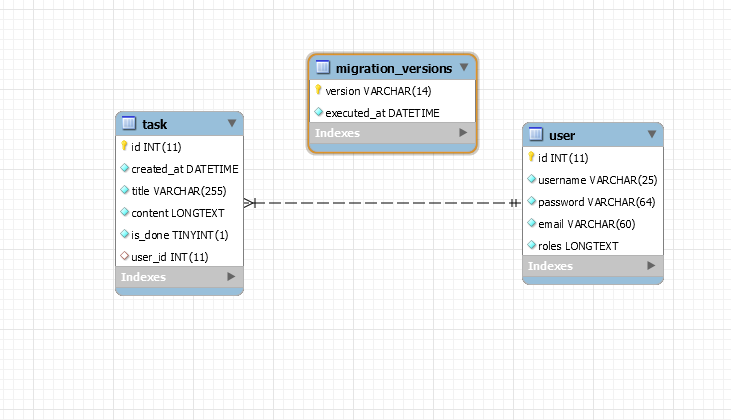 migration_versions
version VARCHAR(14)
executed_at DATETIME
Indexes
task
id INT(11)
created_at DATETIME
title VARCHAR(255)
content LONGTEXT
is_done TINYINT(1)
user_id INT(11)
Indexes
user
id INT(11)
username VARCHAR(25)
password VARCHAR(64)
email VARCHAR(60)
roles LONGTEXT
Indexes